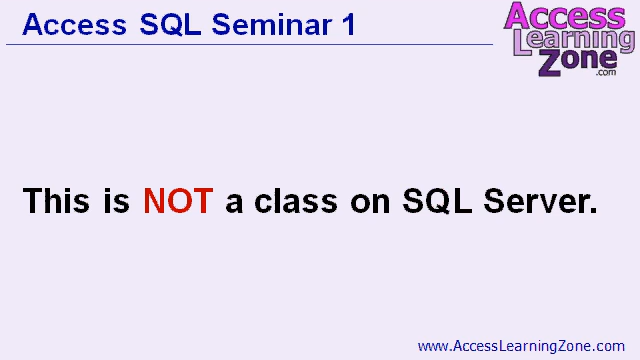 Access SQL Seminar 1
Access
Learning
Zone
.com
This is NOT a class on SQL Server.
www.AccessLearningZone.com